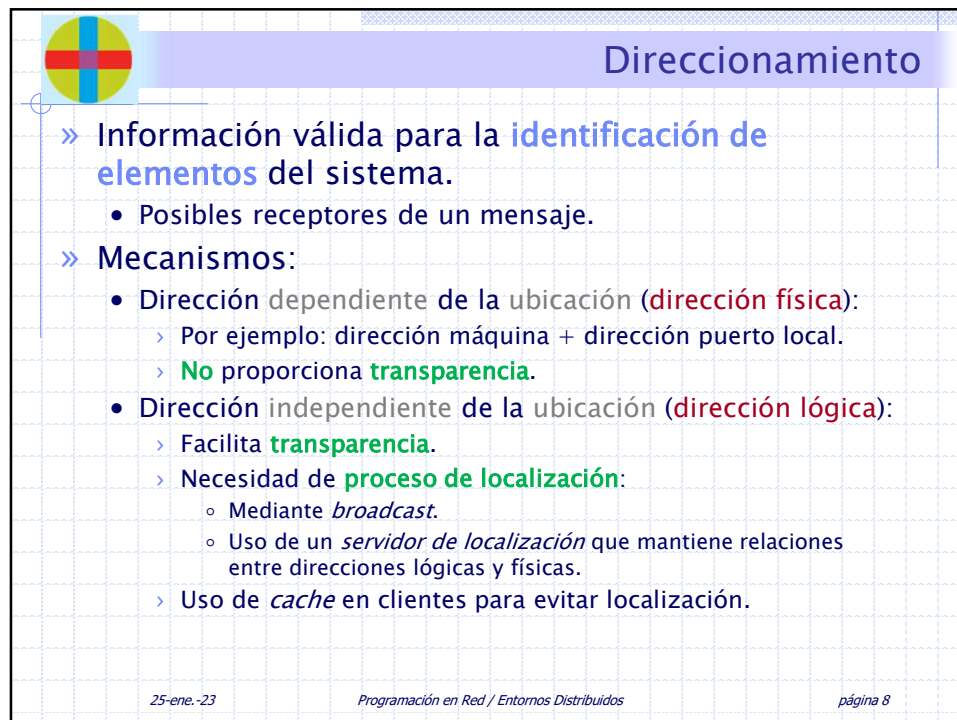 Direccionamiento
» Información válida para la identificación de
elementos del sistema.
• Posibles receptores de un mensaje.
» Mecanismos:
• Dirección dependiente de la ubicación (dirección física):
› Por ejemplo: dirección máquina + dirección puerto local.
› No proporciona transparencia.
• Dirección independiente de la ubicación (dirección lógica):
› Facilita transparencia.
› Necesidad de proceso de localización:
◦ Mediante broadcast.
◦ Uso de un servidor de localización que mantiene relaciones
entre direcciones lógicas y físicas.
› Uso de cache en clientes para evitar localización.
25-ene.-23 Programación en Red / Entornos Distribuidos página 8